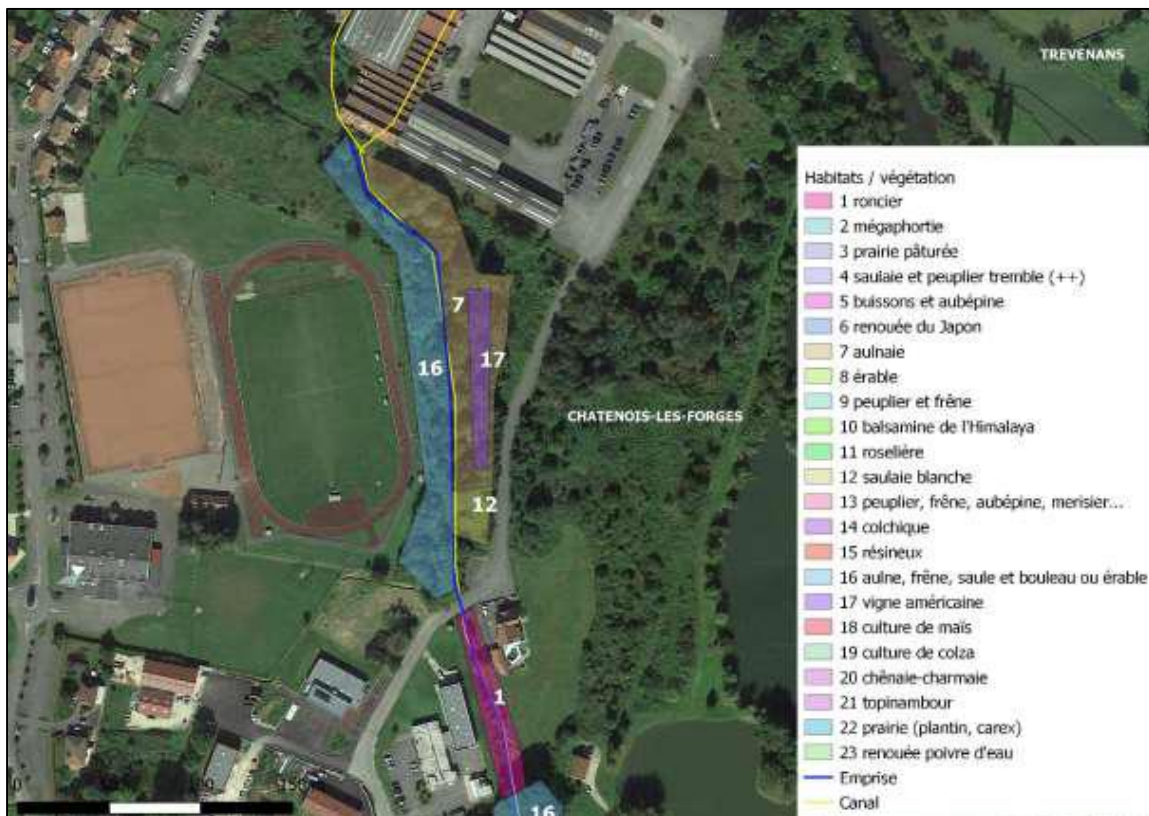 TREVENANS
Habitats / végétation
1 roncier
2 mégaphortie
3 prairie pâturée
4 saulaie et peuplier tremble (++)
5 buissons et aubépine
6 renouée du Japon
7 aulnaie
8 érable
9 peuplier et frêne
10 balsamine de l'Himalaya
11 roselière
12 saulaie blanche
13 peuplier, frêne, aubépine, merisier...
14 colchique
15 résineux
16 aulne, frêne, saule et bouleau ou érable
17 vigne américaine
18 culture de maïs
19 culture de colza
20 chênaie-charmaie
21 topinambour
22 prairie (plantin, carex)
23 renouée poivre d'eau
Emprise
Canal
7
17
16
CHATENOIS-LES-FORGES
12
1
16